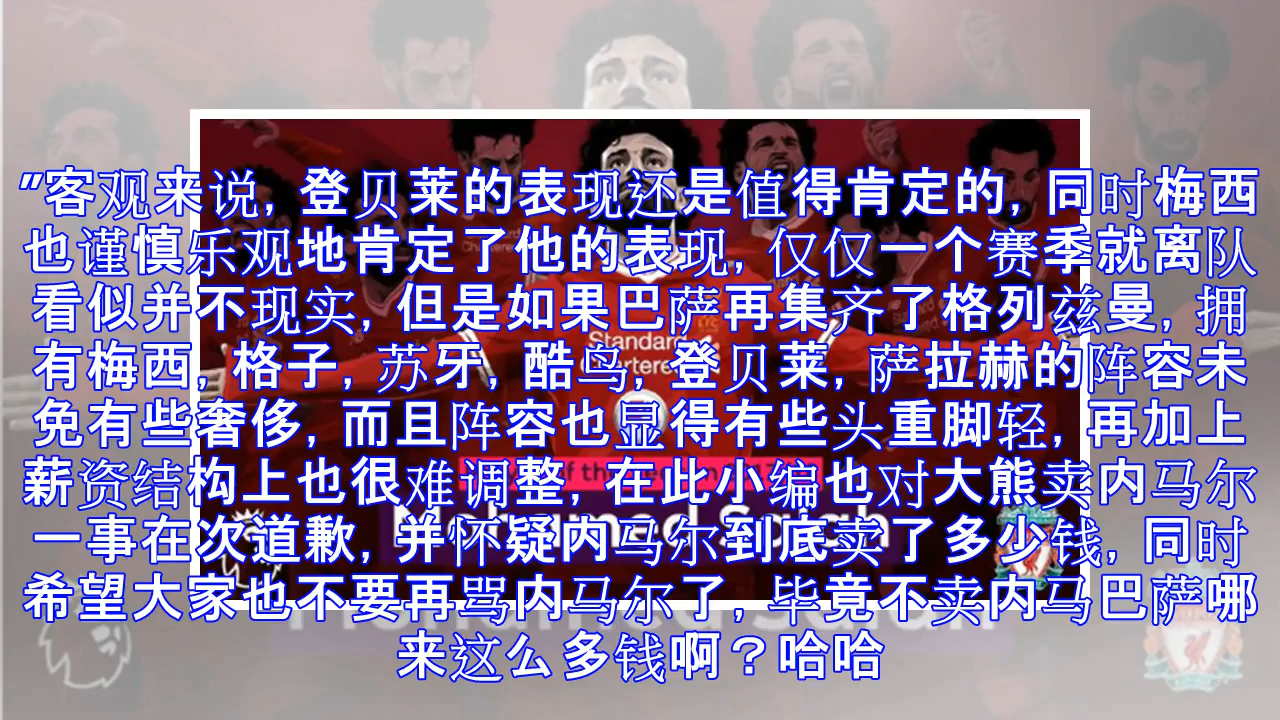 "客观来说, 登贝莱的表现还是值得肯定的, 同时梅西
也谨慎乐观地肯定了他的表现, 仅仅一个赛季就离队
看似并不现实, 但是如果巴萨再集齐了格列兹曼, 拥
有梅西, 格子, 苏牙, 酷鸟, 登贝莱, 萨拉赫的阵容未
免有些奢侈, 而且阵容也显得有些头重脚轻, 再加上
薪资结构上也很难调整, 在此小编也对大熊卖内马尔
一事在次道歉, 并怀疑内马尔到底卖了多少钱, 同时
希望大家也不要再骂内马尔了, 毕竟不卖内马巴萨哪
来这么多钱啊？哈哈
Standard
Chartered
Mohamed Salah